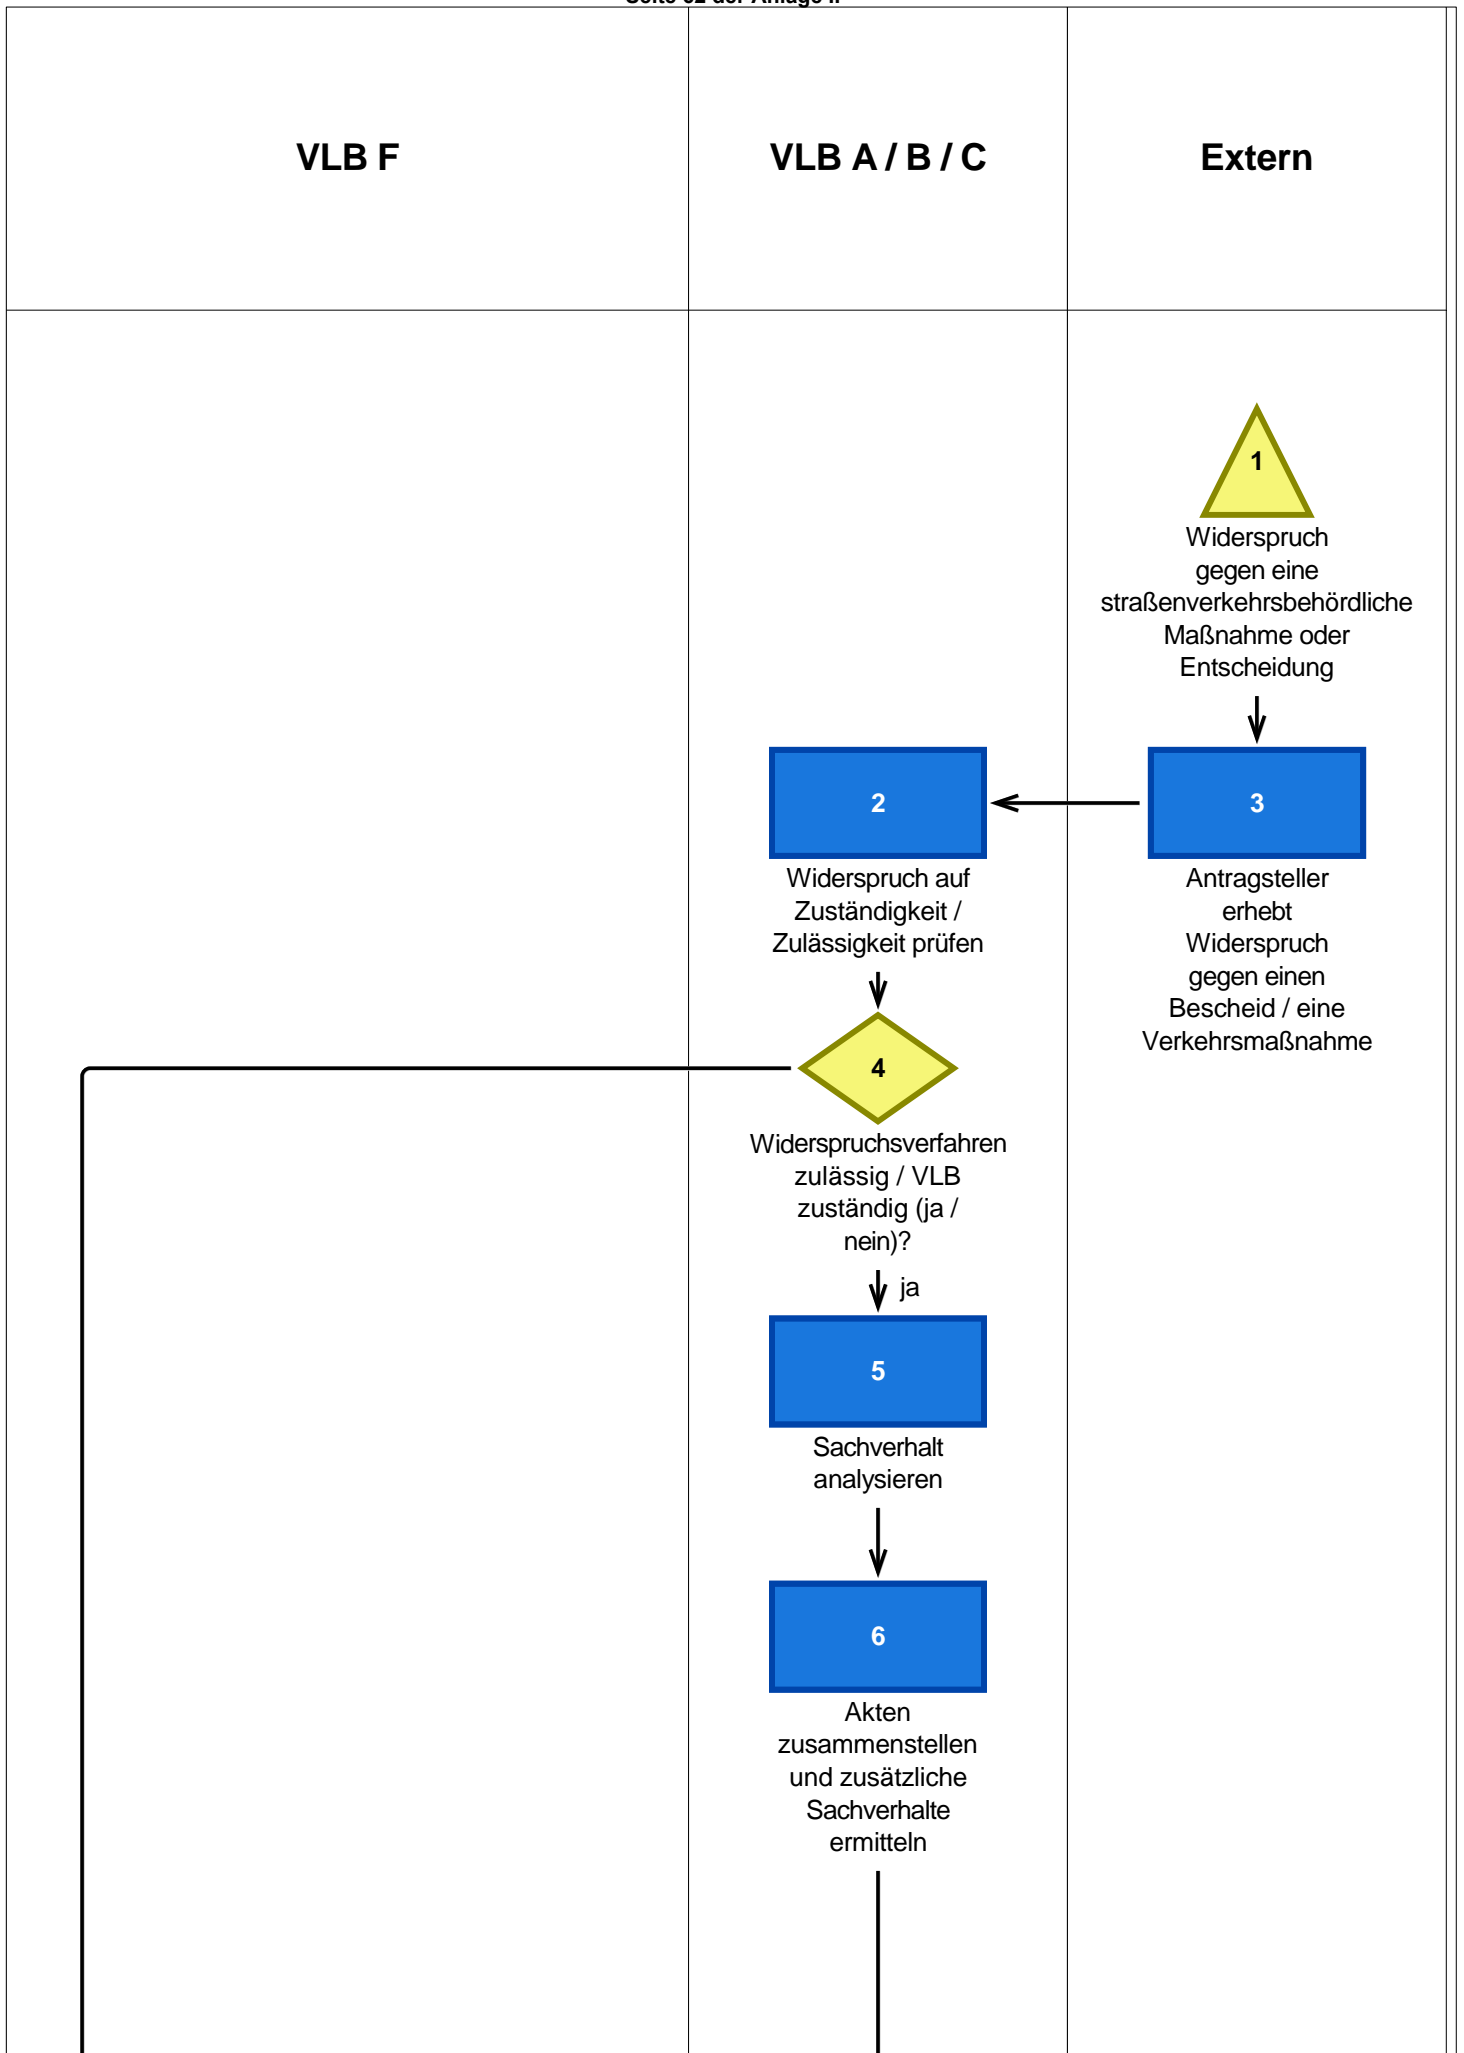 VLB F
VLB A / B / C
Extern
1
Widerspruch
gegen eine
straßenverkehrsbehördliche
Maßnahme oder
Entscheidung
2
3
Widerspruch auf
Zuständigkeit /
Zulässigkeit prüfen
Antragsteller
erhebt
Widerspruch
gegen einen
Bescheid / eine
Verkehrsmaßnahme
4
Widerspruchsverfahren
zulässig / VLB
zuständig (ja /
nein)?
ja
5
Sachverhalt
analysieren
6
Akten
zusammenstellen
und zusätzliche
Sachverhalte
ermitteln